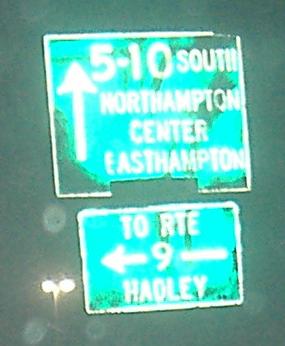 5-10 SOUTH
NORTHAMPTON
CENTER
EASTHAMPTON
TO RTE
9
HADLEY